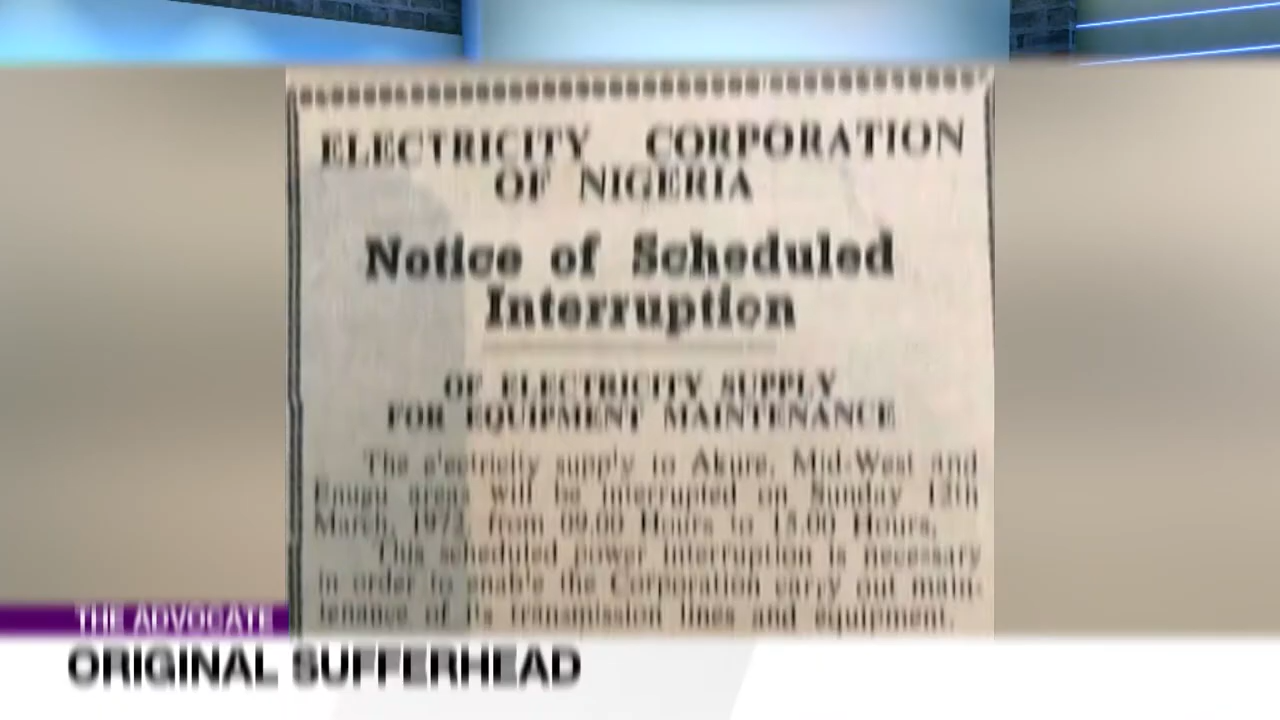 ELECTRICITY CORPORATION
OF NIGERIA
Notice of Scheduled
Interruption
OF ELECTRICITY SUPPLY
FOR EQUIPMENT MAINTENANCE
The electricity supply to Akure, Mid-West and
Enugu areas will be interrupted on Sunday 12th
March, 1972 from 09.00 Hours to 15.00 Hours.
This scheduled power interruption is necessary
in order to enable the Corporation carry out main-
tenance of its transmission lines and equipment.
THE ADVOCATE
ORIGINAL SUFFERHEAD